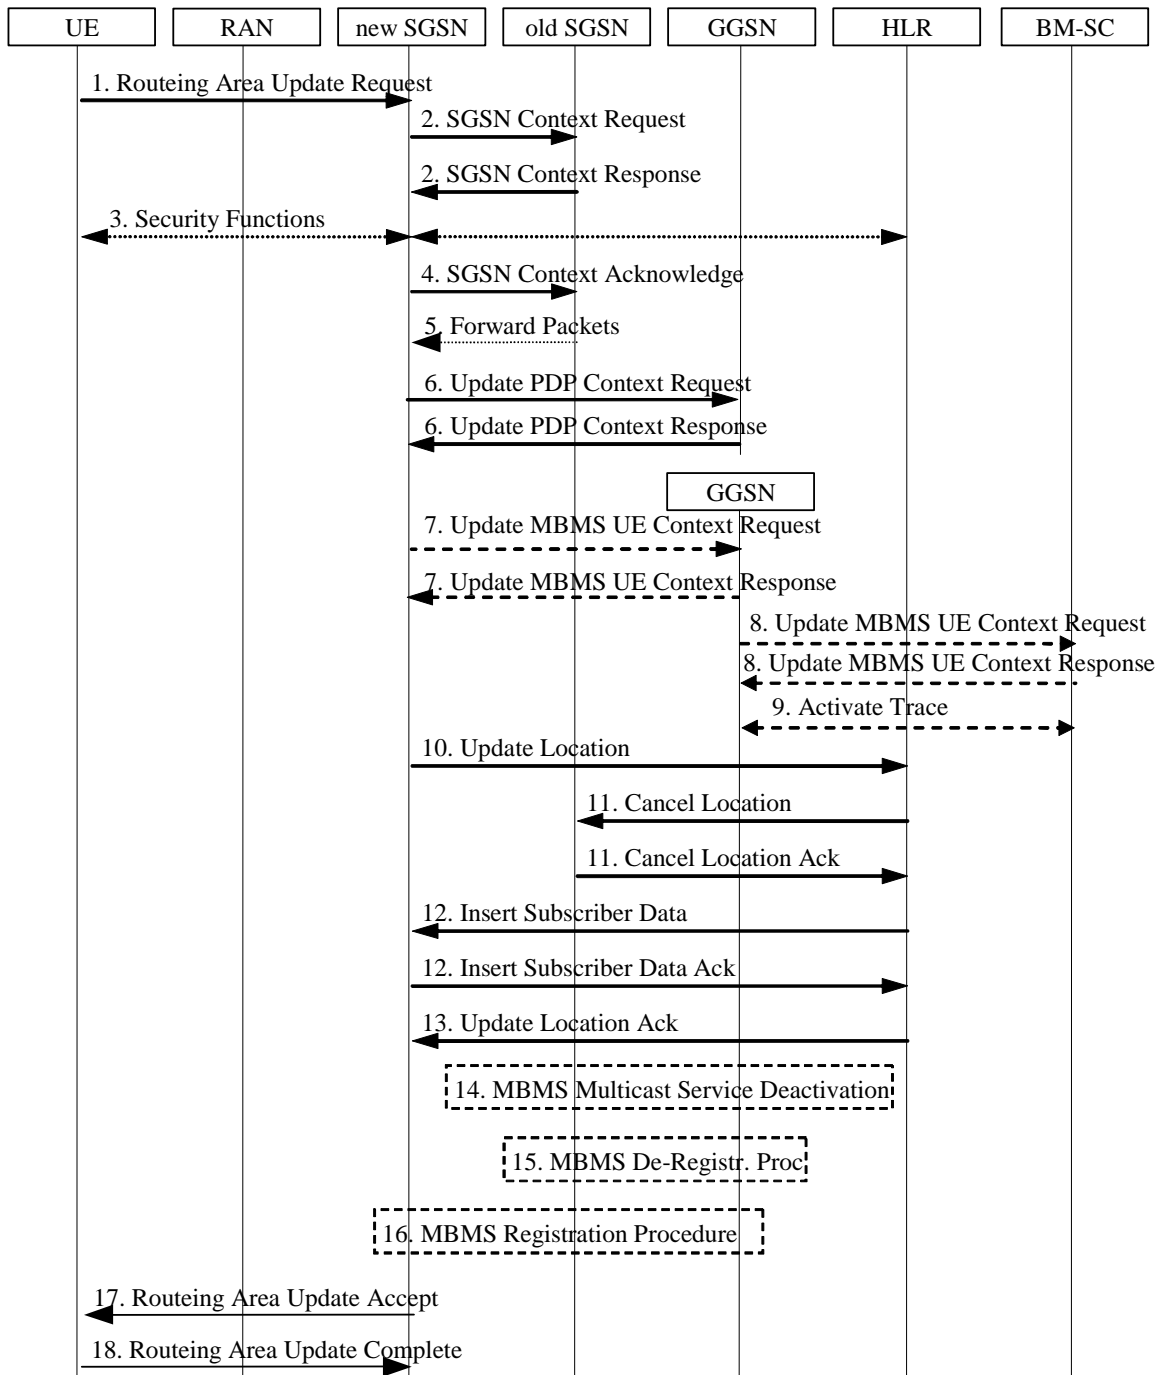 UE RAN new SGSN old SGSN GGSN HLR BM-SC
1. Routeing Area Update Request
2. SGSN Context Request
2. SGSN Context Response
3. Security Functions
4. SGSN Context Acknowledge
5. Forward Packets
6. Update PDP Context Request
6. Update PDP Context Response
GGSN
7. Update MBMS UE Context Request
7. Update MBMS UE Context Response
8. Update MBMS UE Context Request
8. Update MBMS UE Context Response
9. Activate Trace
10. Update Location
11. Cancel Location
11. Cancel Location Ack
12. Insert Subscriber Data
12. Insert Subscriber Data Ack
13. Update Location Ack
14. MBMS Multicast Service Deactivation
15. MBMS De-Registr. Proc
16. MBMS Registration Procedure
17. Routeing Area Update Accept
18. Routeing Area Update Complete